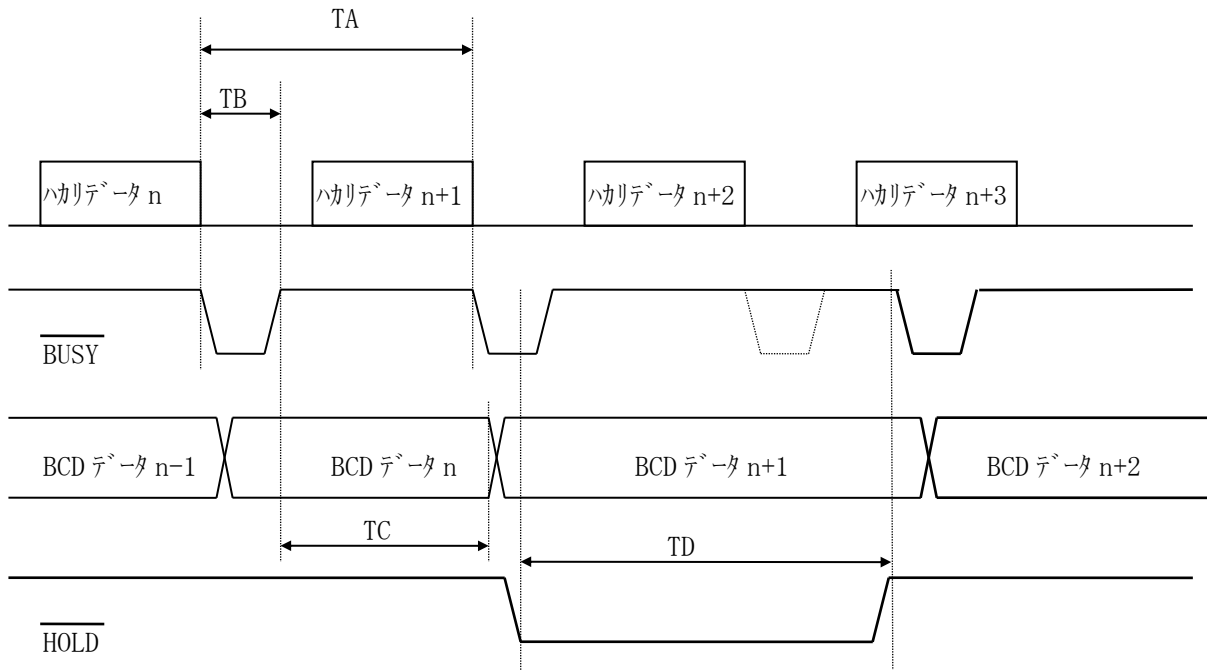 TA
TB
ﾊｶﾘﾃﾞｰﾀ n
ﾊｶﾘﾃﾞｰﾀ n+1
ﾊｶﾘﾃﾞｰﾀ n+2
ﾊｶﾘﾃﾞｰﾀ n+3
BUSY
BCD ﾃﾞｰﾀ n-1
BCD ﾃﾞｰﾀ n
BCD ﾃﾞｰﾀ n+1
BCD ﾃﾞｰﾀ n+2
TC
TD
HOLD